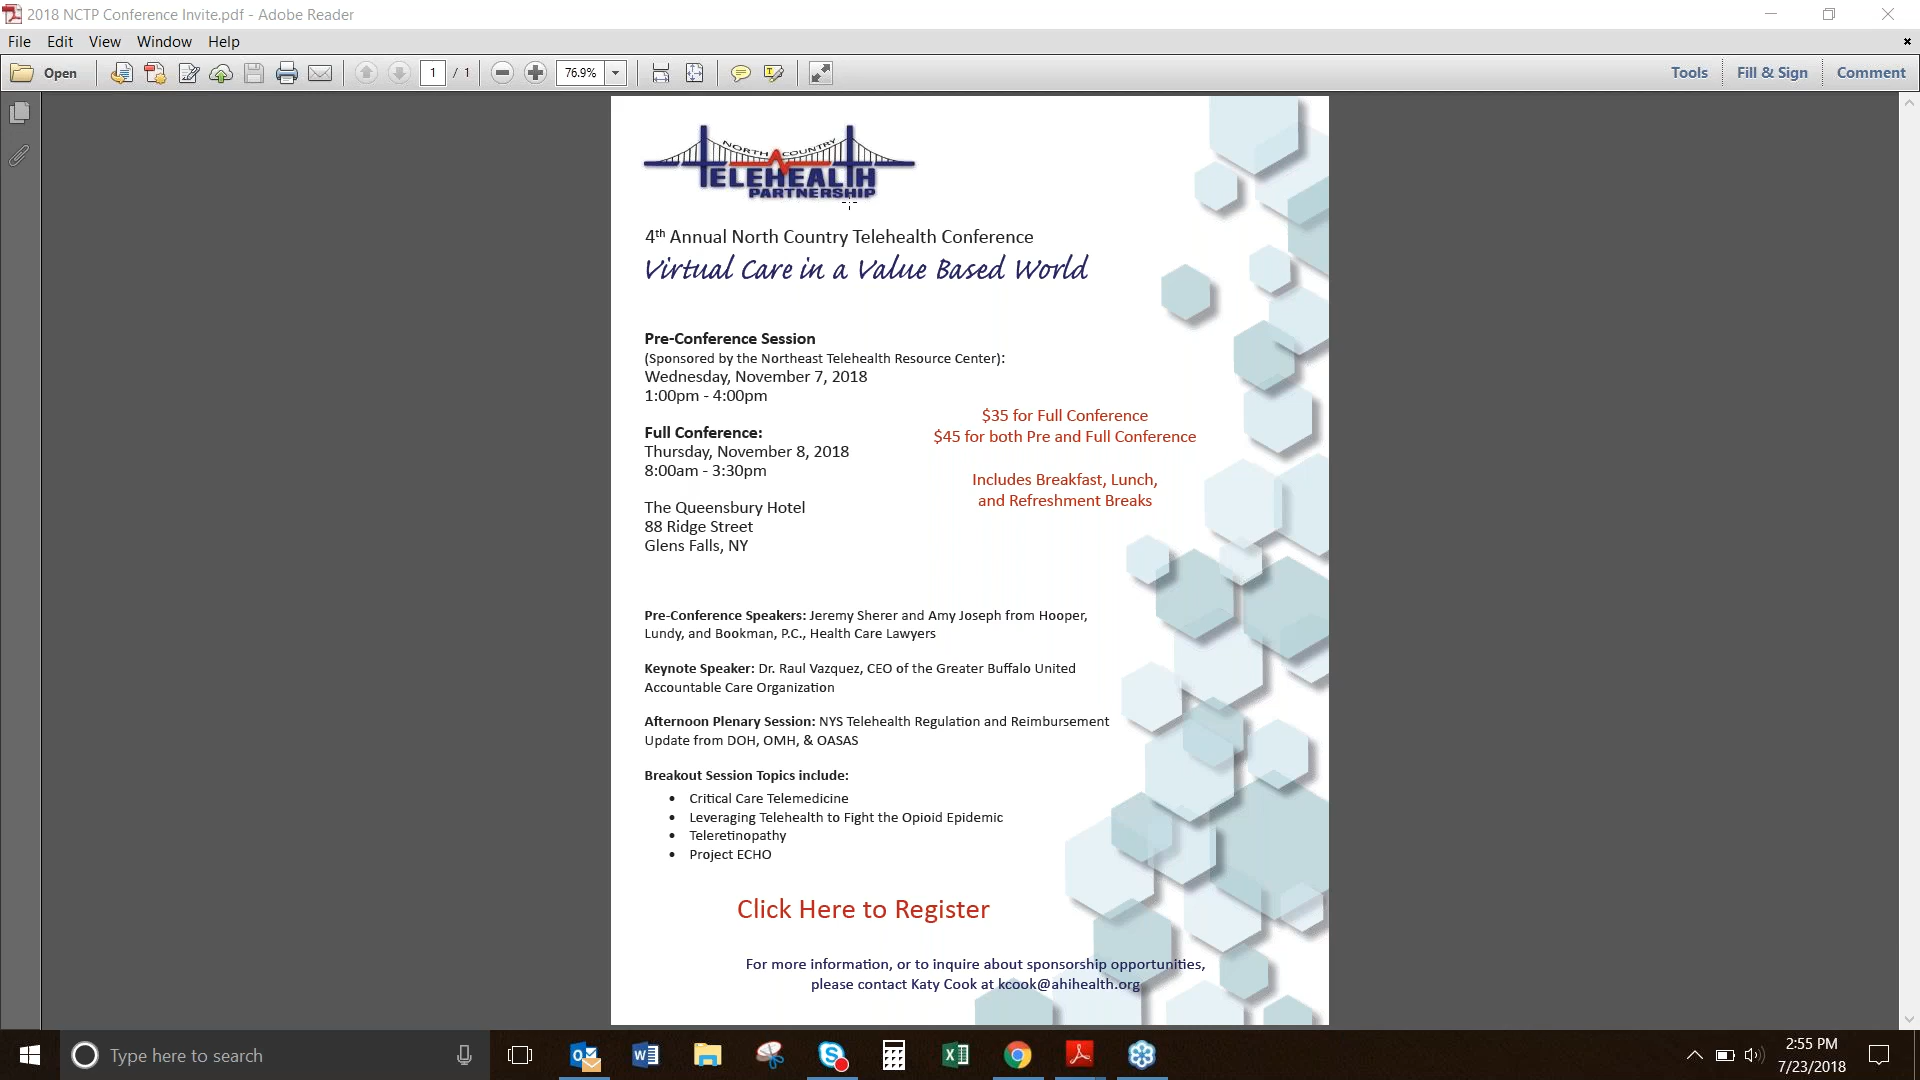 2018 NCTP Conference Invite.pdf - Adobe Reader
File Edit View Window Help
Open 1 / 1 76.9% Tools Fill & Sign Comment
NORTH COUNTRY
TELEHEALTH
PARTNERSHIP
4th Annual North Country Telehealth Conference
Virtual Care in a Value Based World
Pre-Conference Session
(Sponsored by the Northeast Telehealth Resource Center):
Wednesday, November 7, 2018
1:00pm - 4:00pm
Full Conference:
Thursday, November 8, 2018
8:00am - 3:30pm
The Queensbury Hotel
88 Ridge Street
Glens Falls, NY
$35 for Full Conference
$45 for both Pre and Full Conference
Includes Breakfast, Lunch,
and Refreshment Breaks
Pre-Conference Speakers: Jeremy Sherer and Amy Joseph from Hooper,
Lundy, and Bookman, P.C., Health Care Lawyers
Keynote Speaker: Dr. Raul Vazquez, CEO of the Greater Buffalo United
Accountable Care Organization
Afternoon Plenary Session: NYS Telehealth Regulation and Reimbursement
Update from DOH, OMH, & OASAS
Breakout Session Topics include:
• Critical Care Telemedicine
• Leveraging Telehealth to Fight the Opioid Epidemic
• Teleretinopathy
• Project ECHO
Click Here to Register
For more information, or to inquire about sponsorship opportunities,
please contact Katy Cook at kcook@ahihealth.org
Type here to search
2:55 PM
7/23/2018